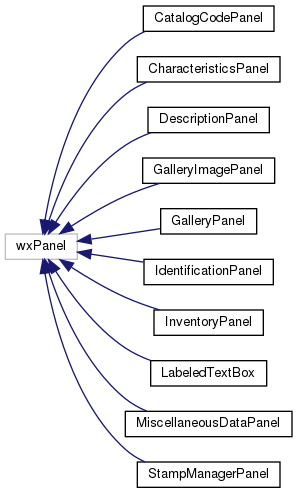 CatalogCodePanel
CharacteristicsPanel
DescriptionPanel
GalleryImagePanel
GalleryPanel
wxPanel
IdentificationPanel
InventoryPanel
LabeledTextBox
MiscellaneousDataPanel
StampManagerPanel